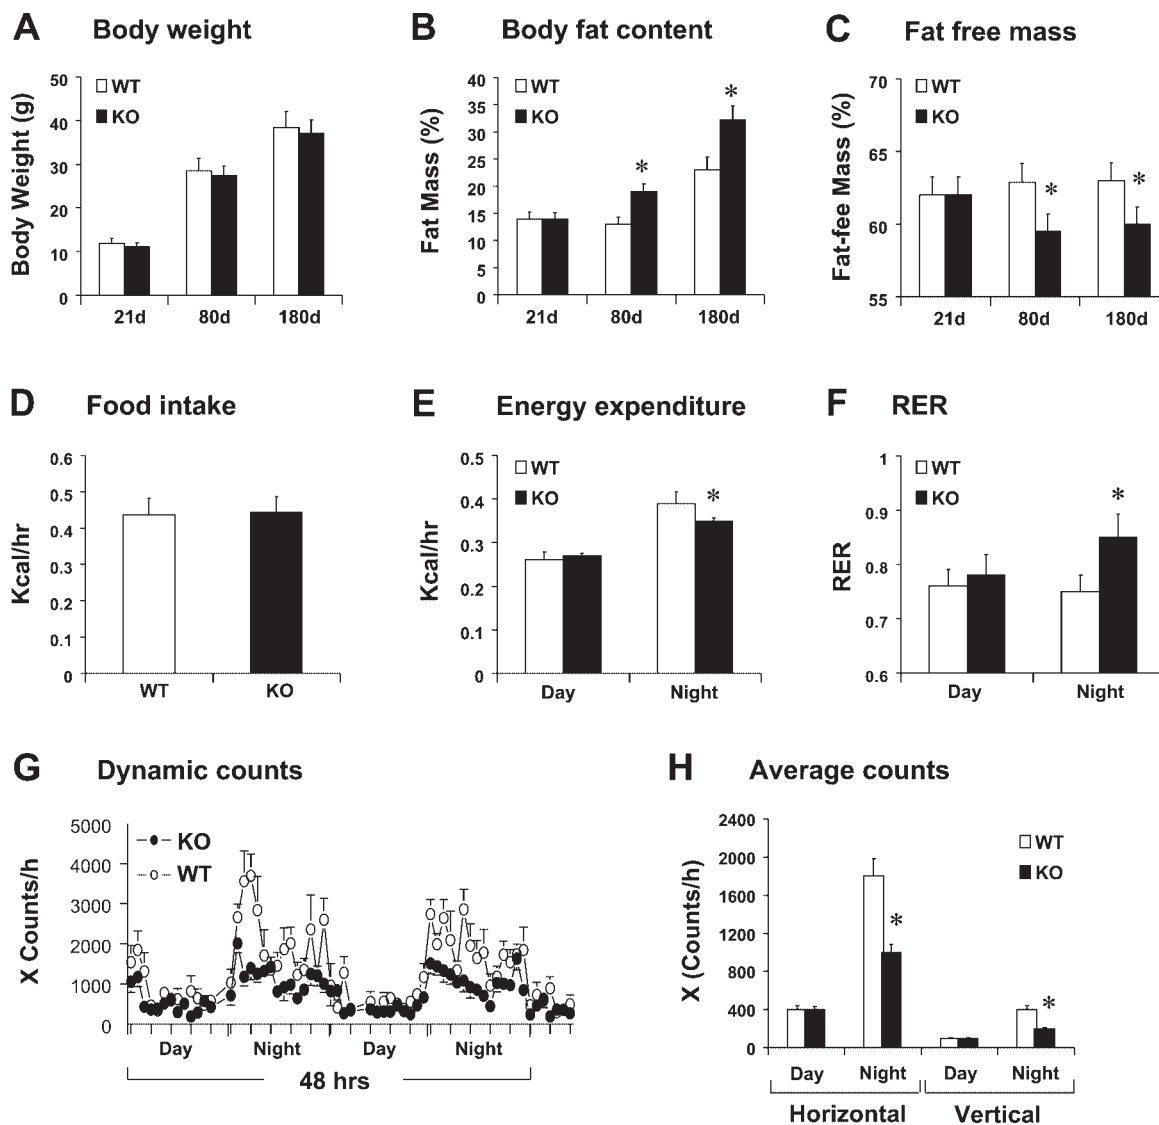 A Body weight
B Body fat content
C Fat free mass
Body Weight (g)
50
40
30
20
10
0
WT
KO
21d 80d 180d
Fat Mass (%)
40
35
30
25
20
15
10
5
0
WT
KO
*
*
21d 80d 180d
Fat-fee Mass (%)
70
65
60
55
WT
KO
*
*
21d 80d 180d
D Food intake
E Energy expenditure
F RER
Kcal/hr
0.6
0.5
0.4
0.3
0.2
0.1
0
WT KO
Kcal/hr
0.5
0.4
0.3
0.2
0.1
0
WT
KO
*
Day Night
RER
1
0.9
0.8
0.7
0.6
WT
KO
*
Day Night
G Dynamic counts
H Average counts
X Counts/h
5000
4000
3000
2000
1000
0
KO
WT
Day Night Day Night
48 hrs
X (Counts/h)
2400
2000
1600
1200
800
400
0
WT
KO
*
*
Day Night Day Night
Horizontal Vertical